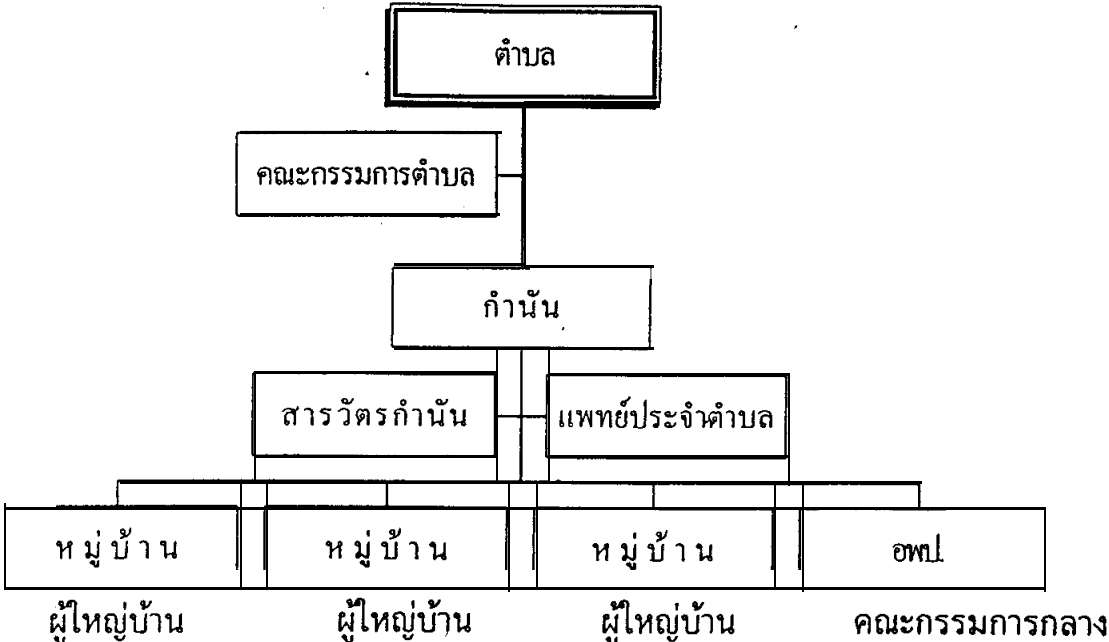 ตำบล
คณะกรรมการตำบล
กำนัน
สารวัตรกำนัน แพทย์ประจำตำบล
หมู่บ้าน หมู่บ้าน หมู่บ้าน อพป.
ผู้ใหญ่บ้าน ผู้ใหญ่บ้าน ผู้ใหญ่บ้าน คณะกรรมการกลาง